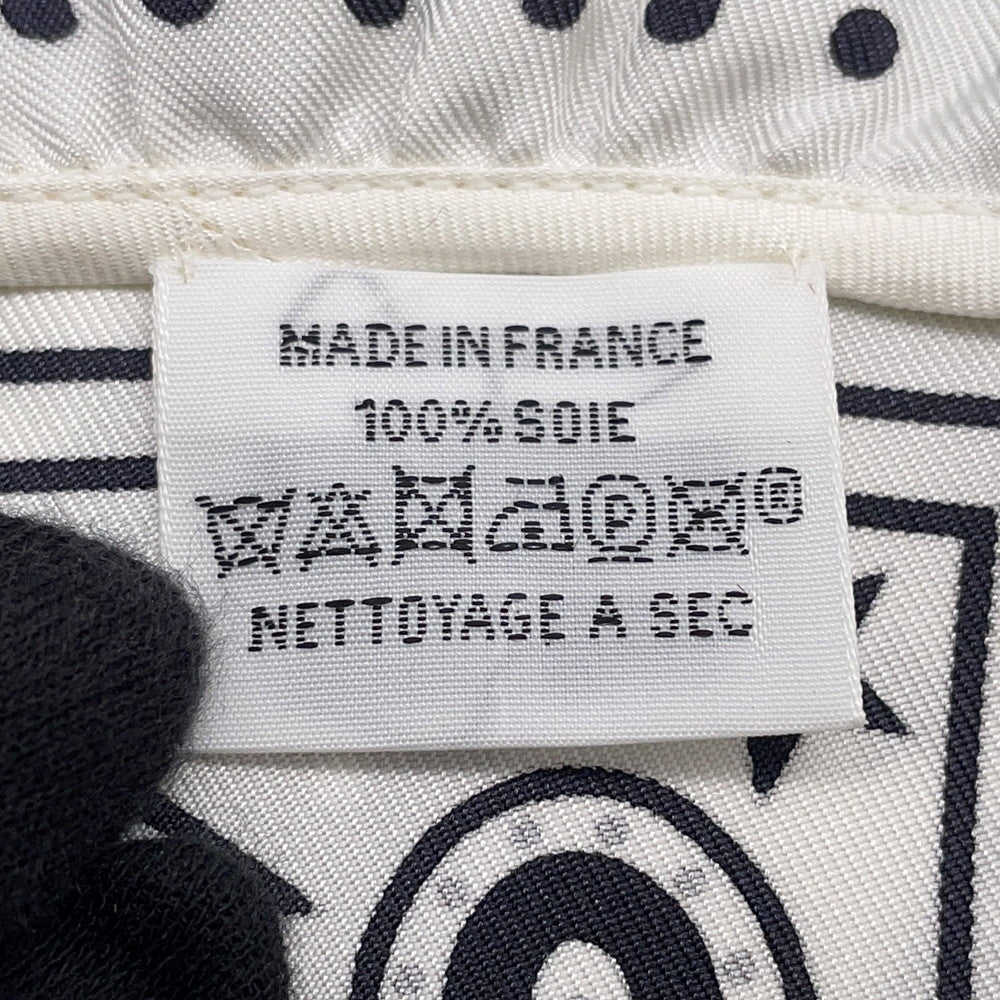 MADE IN FRANCE
100% SOIE
P ®
NETTOYAGE A SEC